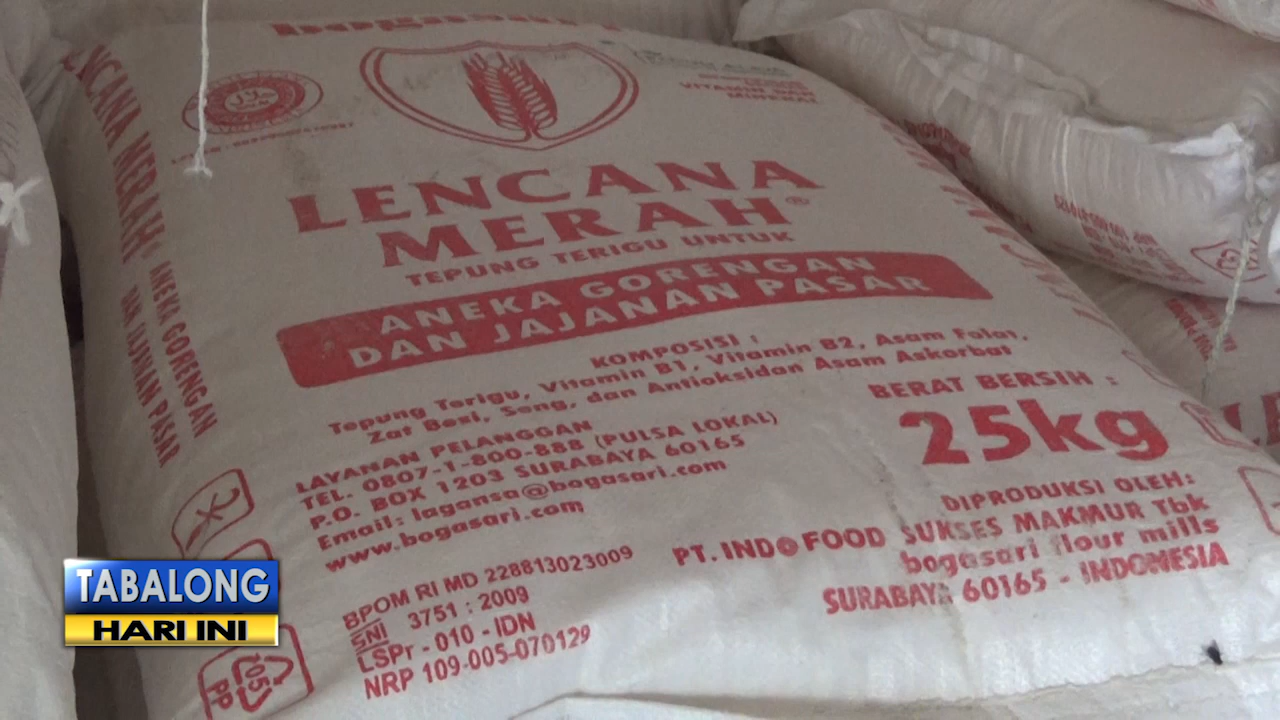 LENCANA
MERAH®
TEPUNG TERIGU UNTUK
ANEKA GORENGAN
DAN JAJANAN PASAR
KOMPOSISI :
Tepung Terigu, Vitamin B1, Vitamin B2, Asam Folat,
Zat Besi, Seng, dan Antioksidan Asam Askorbat
LAYANAN PELANGGAN
TEL. 0807-1-800-888 (PULSA LOKAL)
P.O. BOX 1203 SURABAYA 60165
Email: lagansa@bogasari.com
www.bogasari.com
BERAT BERSIH :
25kg
DIPRODUKSI OLEH:
PT. INDOFOOD SUKSES MAKMUR Tbk
bogasari flour mills
SURABAYA 60165 - INDONESIA
BPOM RI MD 228813023009
SNI 3751 : 2009
LSPr - 010 - IDN
NRP 109-005-070129
LENCANA MERAH® ANEKA GORENGAN
DAN JAJANAN PASAR
VITAMIN DAN
MINERAL
PP
TABALONG
HARI INI